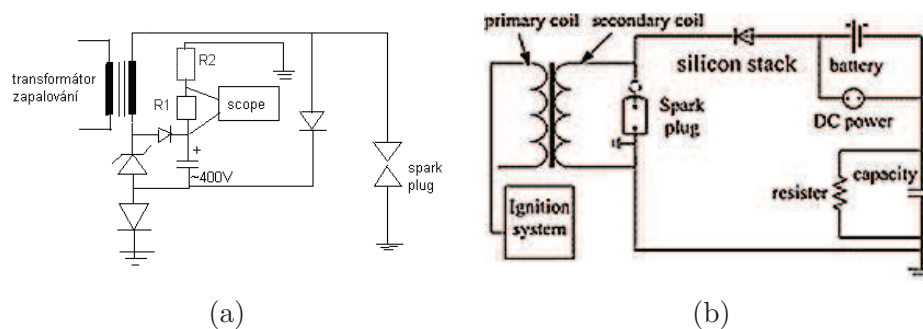 transformátor
zapalování
R2
R1
scope
+
~400V
spark
plug
(a)
primary coil
secondary coil
silicon stack
battery
Spark
plug
DC power
Ignition
system
resister
capacity
(b)